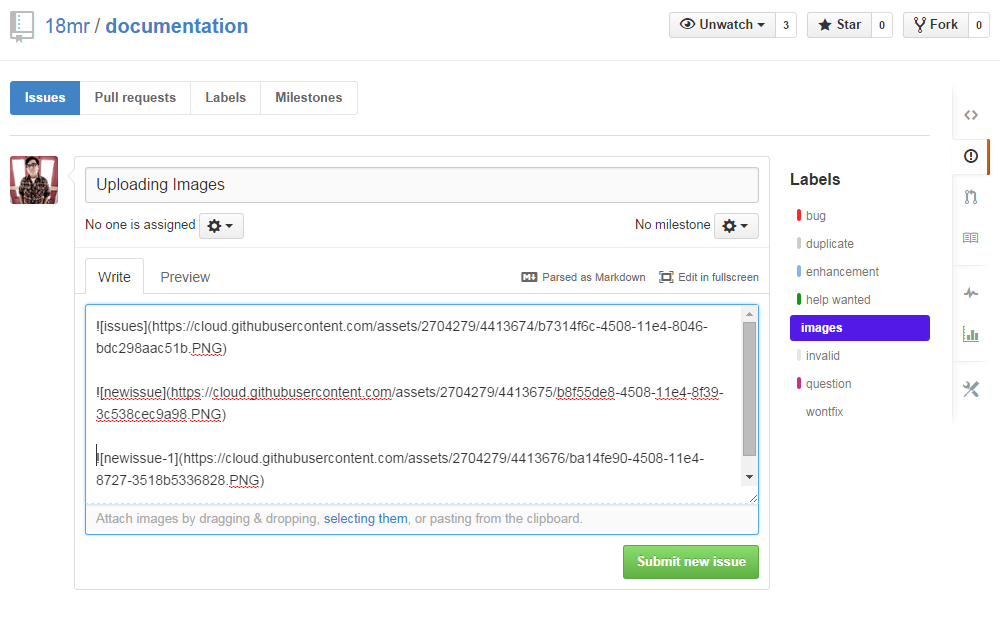 18mr / documentation
Unwatch 3 Star 0 Fork 0
Issues Pull requests Labels Milestones
Uploading Images
No one is assigned No milestone
Write Preview Parsed as Markdown Edit in fullscreen
![issues](https://cloud.githubusercontent.com/assets/2704279/4413674/b7314f6c-4508-11e4-8046-
bdc298aac51b.PNG)
![newissue](https://cloud.githubusercontent.com/assets/2704279/4413675/b8f55de8-4508-11e4-8f39-
3c538cec9a98.PNG)
![newissue-1](https://cloud.githubusercontent.com/assets/2704279/4413676/ba14fe90-4508-11e4-
8727-3518b5336828.PNG)
Attach images by dragging & dropping, selecting them, or pasting from the clipboard.
Submit new issue
Labels
bug
duplicate
enhancement
help wanted
images
invalid
question
wontfix